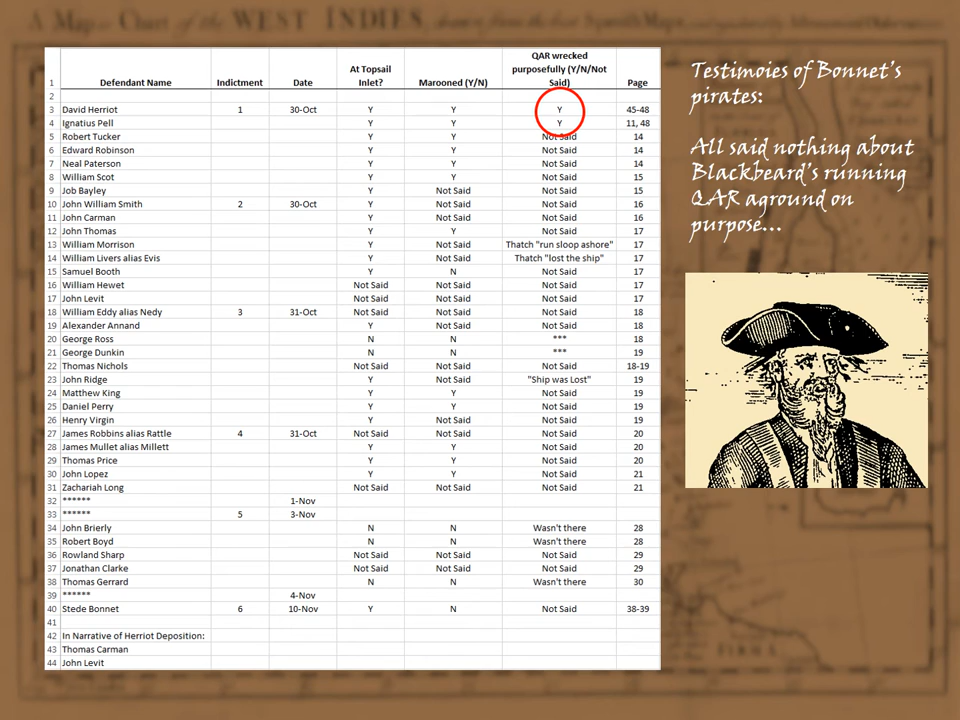 A Map or Chart of the WEST INDIES, drawn from the best Spanish Maps,
QAR wrecked
At Topsail purposefully (Y/N/Not
1 Defendant Name Indictment Date Inlet? Marooned (Y/N) Said) Page
2
3 David Herriot 1 30-Oct Y Y Y 45-48
4 Ignatius Pell Y Y Y 11, 48
5 Robert Tucker Y Y Not Said 14
6 Edward Robinson Y Y Not Said 14
7 Neal Paterson Y Y Not Said 14
8 William Scot Y Y Not Said 15
9 Job Bayley Y Not Said Not Said 15
10 John William Smith 2 30-Oct Y Not Said Not Said 16
11 John Carman Y Not Said Not Said 16
12 John Thomas Y Y Not Said 17
13 William Morrison Y Not Said Thatch "run sloop ashore" 17
14 William Livers alias Evis Y Not Said Thatch "lost the ship" 17
15 Samuel Booth Y N Not Said 17
16 William Hewet Not Said Not Said Not Said 17
17 John Levit Not Said Not Said Not Said 17
18 William Eddy alias Nedy 3 31-Oct Not Said Not Said Not Said 18
19 Alexander Annand Y Not Said Not Said 18
20 George Ross N N *** 18
21 George Dunkin N N *** 19
22 Thomas Nichols Not Said Not Said Not Said 18-19
23 John Ridge Y Not Said "Ship was Lost" 19
24 Matthew King Y Y Not Said 19
25 Daniel Perry Y Y Not Said 19
26 Henry Virgin Y Not Said Not Said 19
27 James Robbins alias Rattle 4 31-Oct Not Said Not Said Not Said 20
28 James Mullet alias Millett Y Y Not Said 20
29 Thomas Price Y Y Not Said 20
30 John Lopez Y Y Not Said 21
31 Zachariah Long Not Said Not Said Not Said 21
32 ****** 1-Nov
33 ****** 5 3-Nov
34 John Brierly N N Wasn't there 28
35 Robert Boyd N N Wasn't there 28
36 Rowland Sharp Not Said Not Said Not Said 29
37 Jonathan Clarke Not Said Not Said Not Said 29
38 Thomas Gerrard N N Wasn't there 30
39 ****** 4-Nov
40 Stede Bonnet 6 10-Nov Y N Not Said 38-39
41
42 In Narrative of Herriot Deposition:
43 Thomas Carman
44 John Levit
Testimoies of Bonnet's
pirates:
All said nothing about
Blackbeard's running
QAR aground on
purpose...